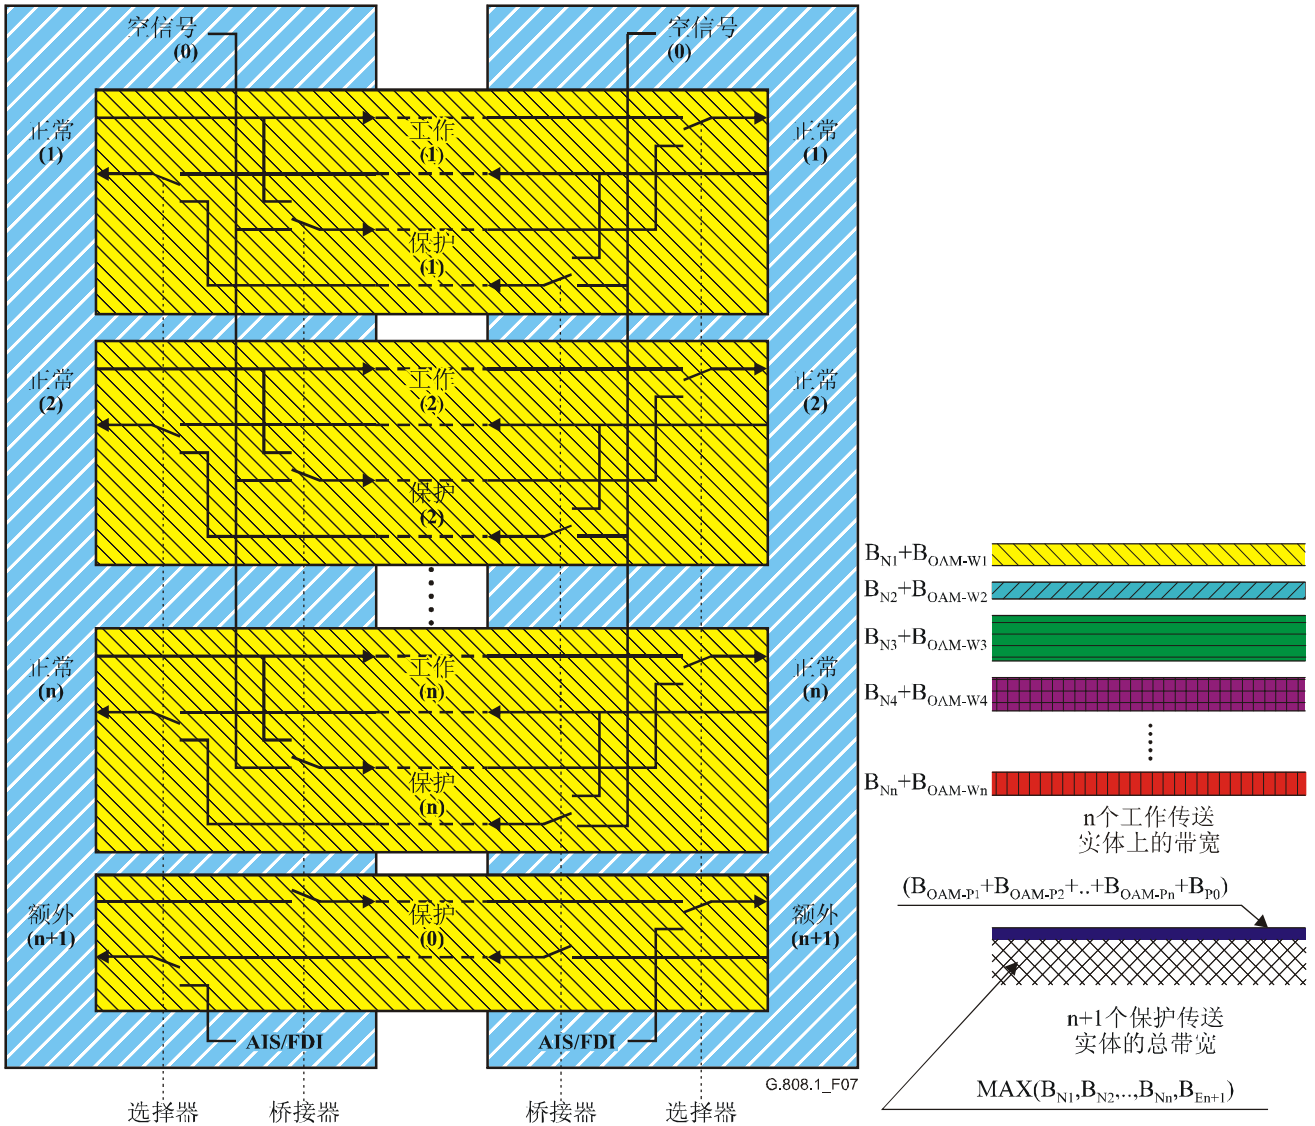 空信号
(0)
空信号
(0)
正常
(1)
工作
(1)
保护
(1)
正常
(1)
正常
(2)
工作
(2)
保护
(2)
正常
(2)
正常
(n)
工作
(n)
保护
(n)
正常
(n)
额外
(n+1)
保护
(0)
额外
(n+1)
AIS/FDI
AIS/FDI
G.808.1_F07
选择器
桥接器
桥接器
选择器
BN1+BOAM-W1
BN2+BOAM-W2
BN3+BOAM-W3
BN4+BOAM-W4
BNn+BOAM-Wn
n个工作传送
实体上的带宽
(BOAM-P1+BOAM-P2+..+BOAM-Pn+BP0)
n+1个保护传送
实体的总带宽
MAX(BN1,BN2,..,BNn,BEn+1)